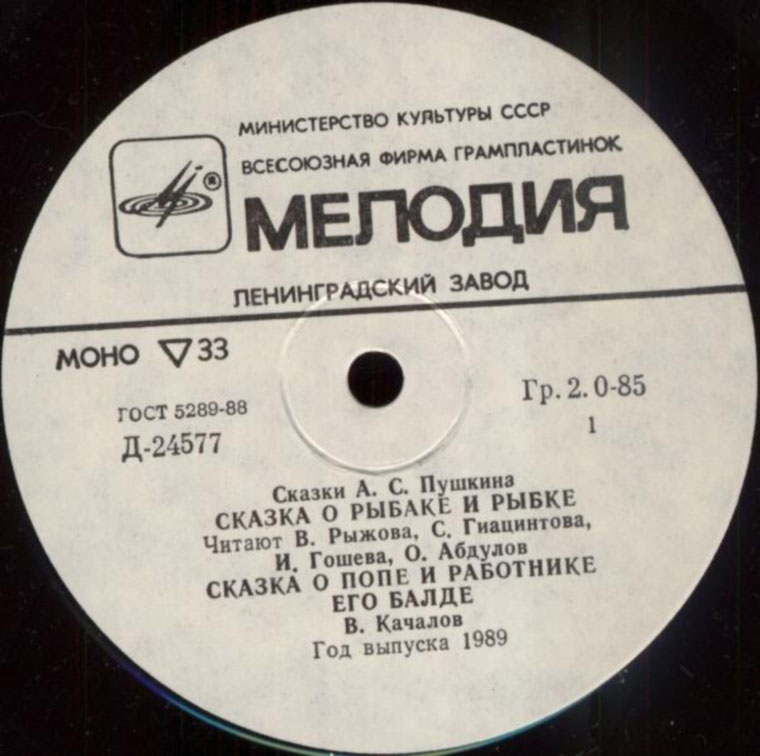 МИНИСТЕРСТВО КУЛЬТУРЫ СССР
ВСЕСОЮЗНАЯ ФИРМА ГРАМПЛАСТИНОК
®
МЕЛОДИЯ
ЛЕНИНГРАДСКИЙ ЗАВОД
МОНО ▽ 33
ГОСТ 5289-88
Д-24577
Гр. 2. 0-85
1
Сказки А. С. Пушкина
СКАЗКА О РЫБАКЕ И РЫБКЕ
Читают В. Рыжова, С. Гиацинтова,
И. Гошева, О. Абдулов
СКАЗКА О ПОПЕ И РАБОТНИКЕ
ЕГО БАЛДЕ
В. Качалов
Год выпуска 1989